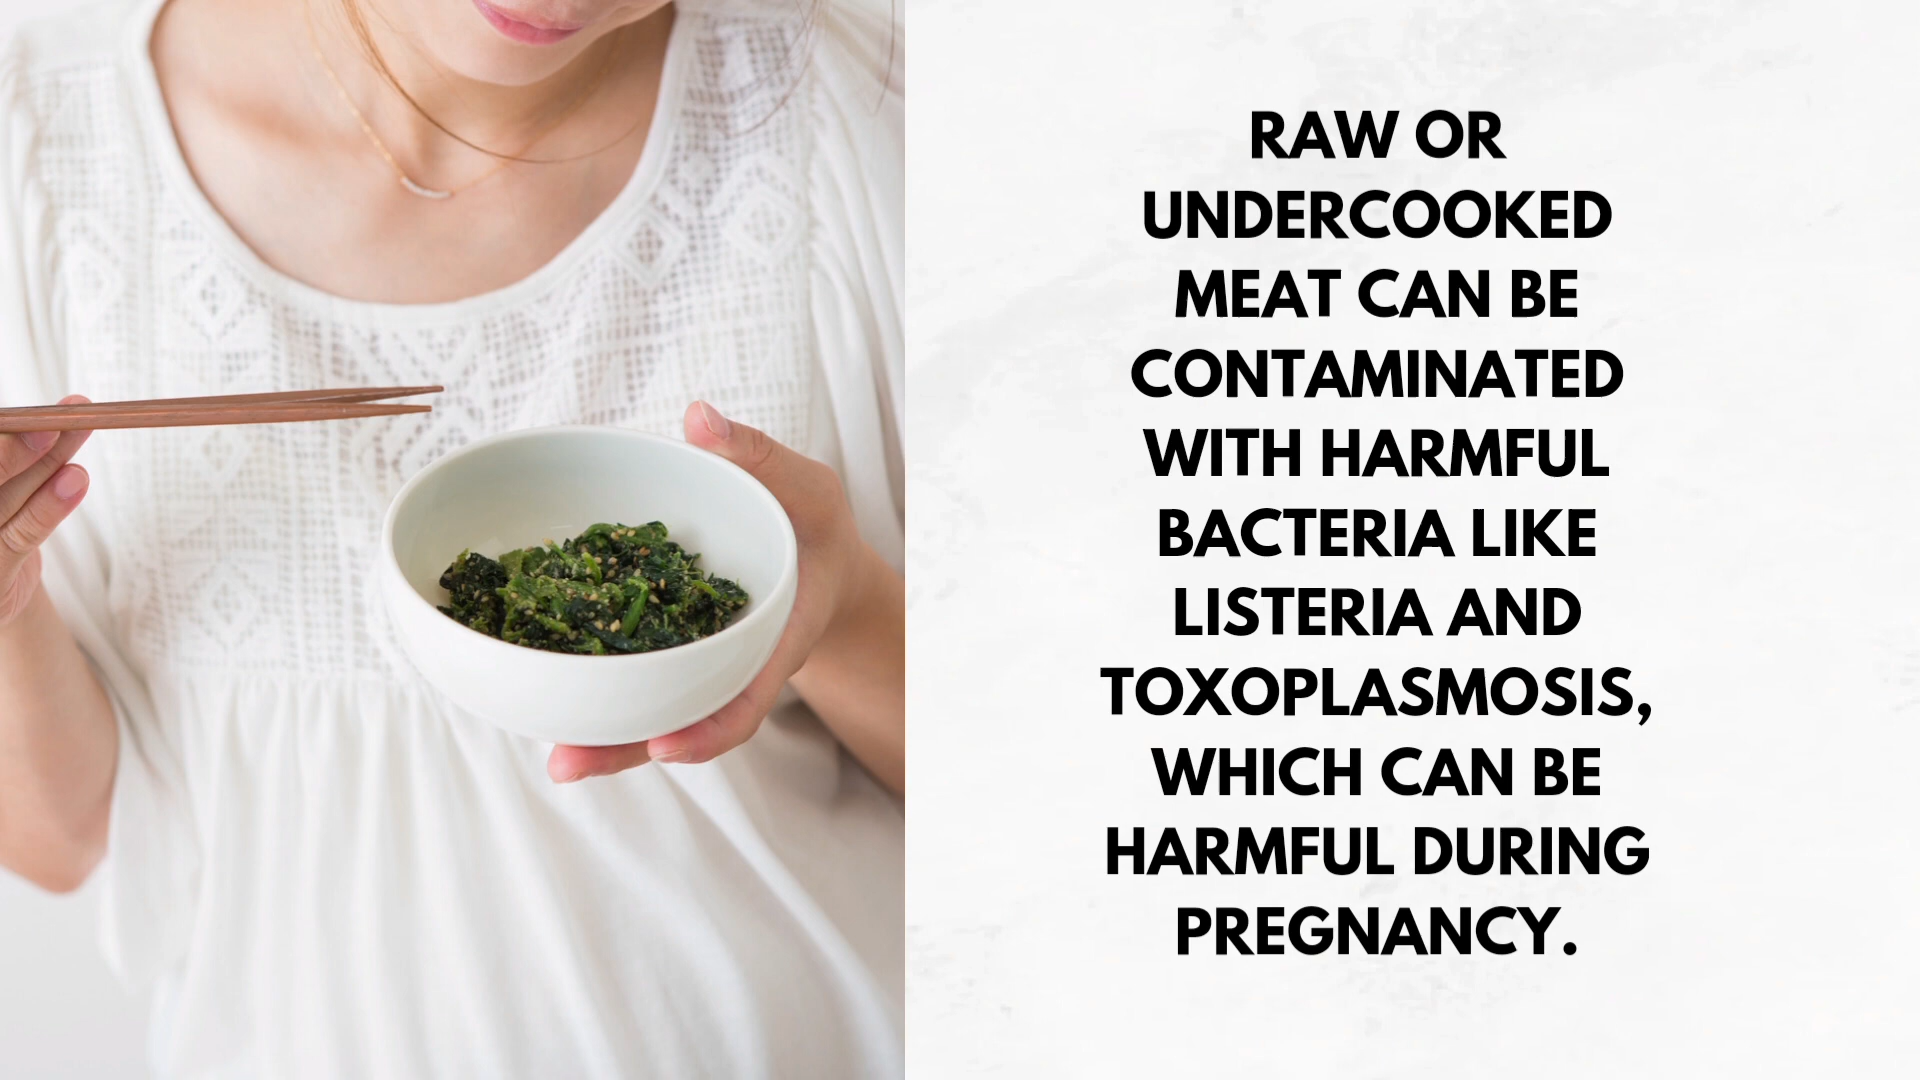 RAW OR
UNDERCOOKED
MEAT CAN BE
CONTAMINATED
WITH HARMFUL
BACTERIA LIKE
LISTERIA AND
TOXOPLASMOSIS,
WHICH CAN BE
HARMFUL DURING
PREGNANCY.